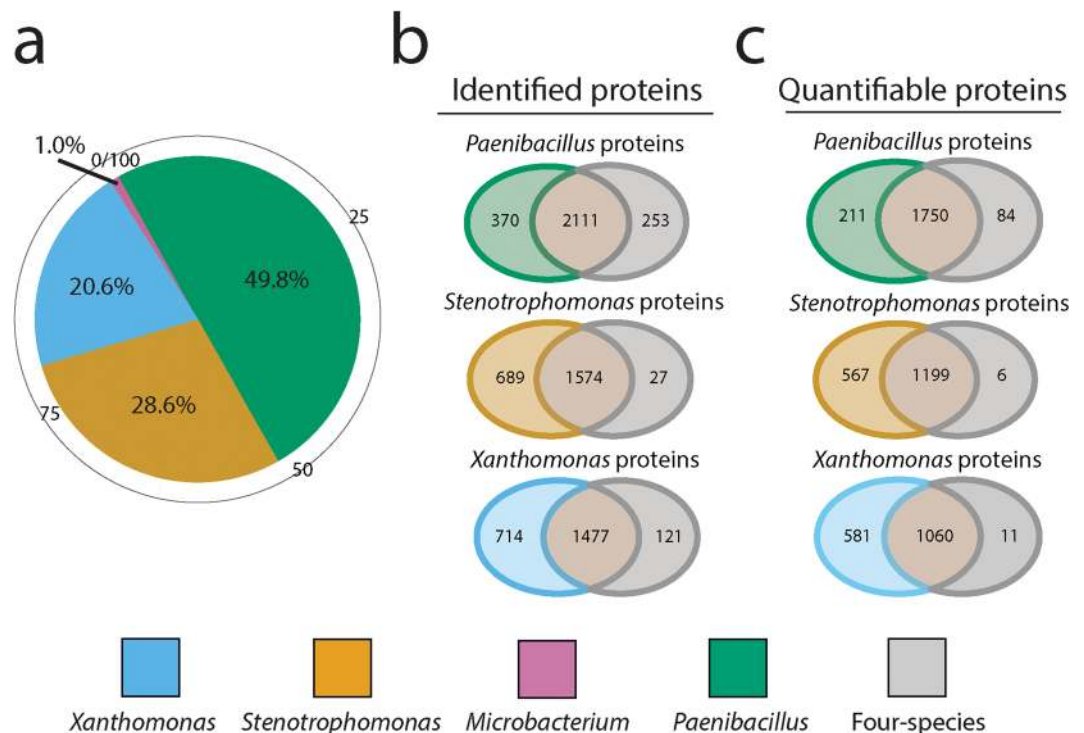 a
1.0%
0/100
25
49.8%
20.6%
28.6%
75
50
b
Identified proteins
Paenibacillus proteins
370 2111 253
Stenotrophomonas proteins
689 1574 27
Xanthomonas proteins
714 1477 121
c
Quantifiable proteins
Paenibacillus proteins
211 1750 84
Stenotrophomonas proteins
567 1199 6
Xanthomonas proteins
581 1060 11
Xanthomonas Stenotrophomonas Microbacterium Paenibacillus Four-species